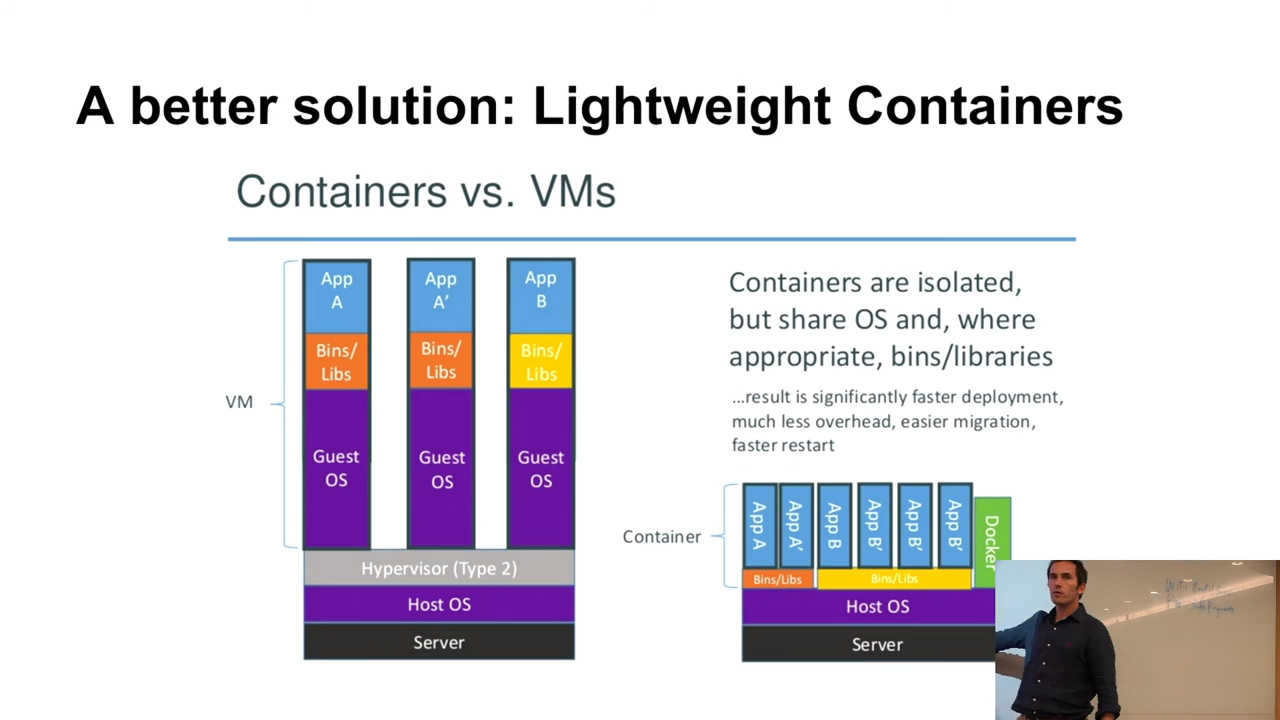 A better solution: Lightweight Containers
Containers vs. VMs
App
A
App
A’
App
B
Bins/
Libs
Bins/
Libs
Bins/
Libs
VM
Guest
OS
Guest
OS
Guest
OS
Hypervisor (Type 2)
Host OS
Server
Containers are isolated,
but share OS and, where
appropriate, bins/libraries
...result is significantly faster deployment,
much less overhead, easier migration,
faster restart
Container
App A
App A’
App B
App B’
App B’
App B’
Docker
Bins/Libs
Bins/Libs
Host OS
Server